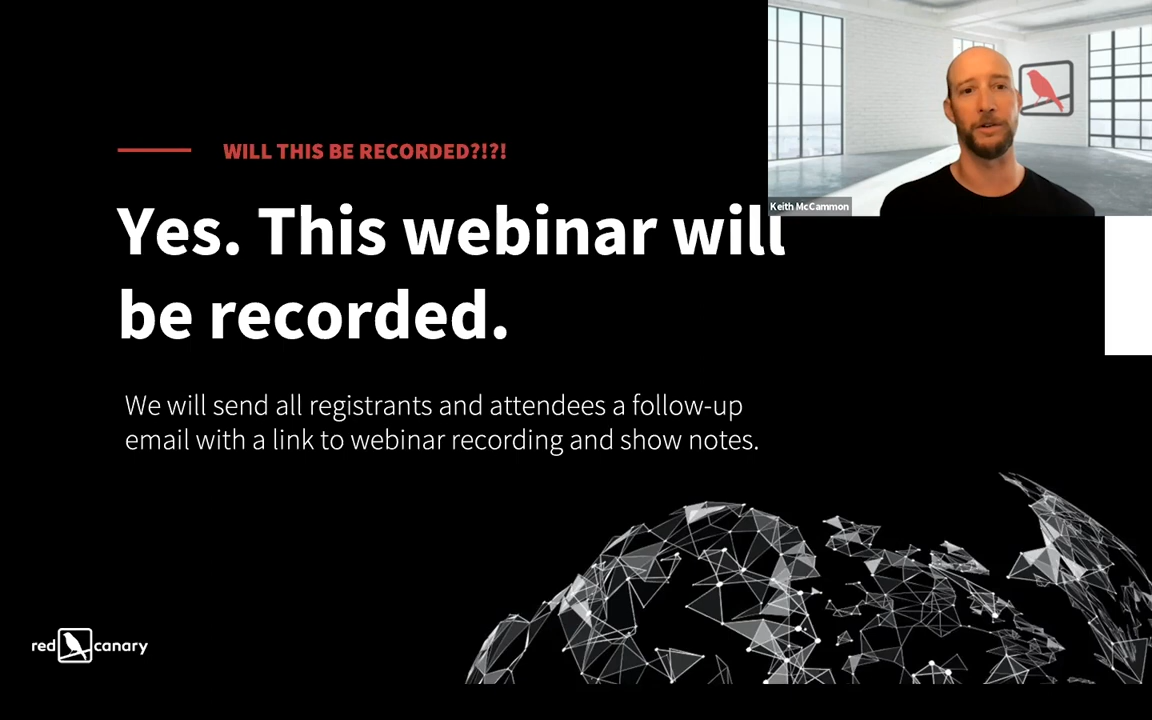 WILL THIS BE RECORDED?!?!
Yes. This webinar will
be recorded.
We will send all registrants and attendees a follow-up
email with a link to webinar recording and show notes.
Keith McCammon
red canary